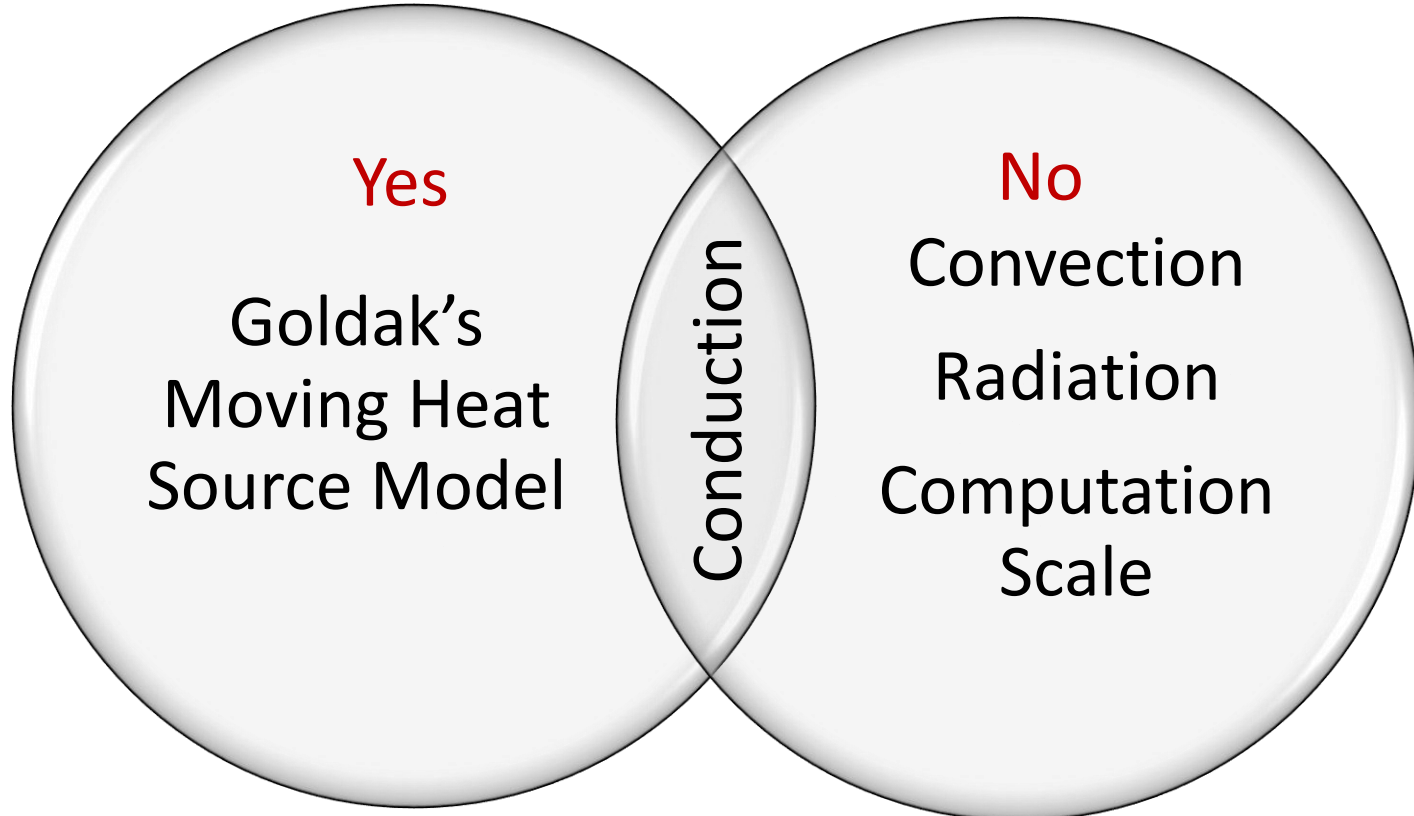 Yes
Goldak’s
Moving Heat
Source Model
Conduction
No
Convection
Radiation
Computation
Scale